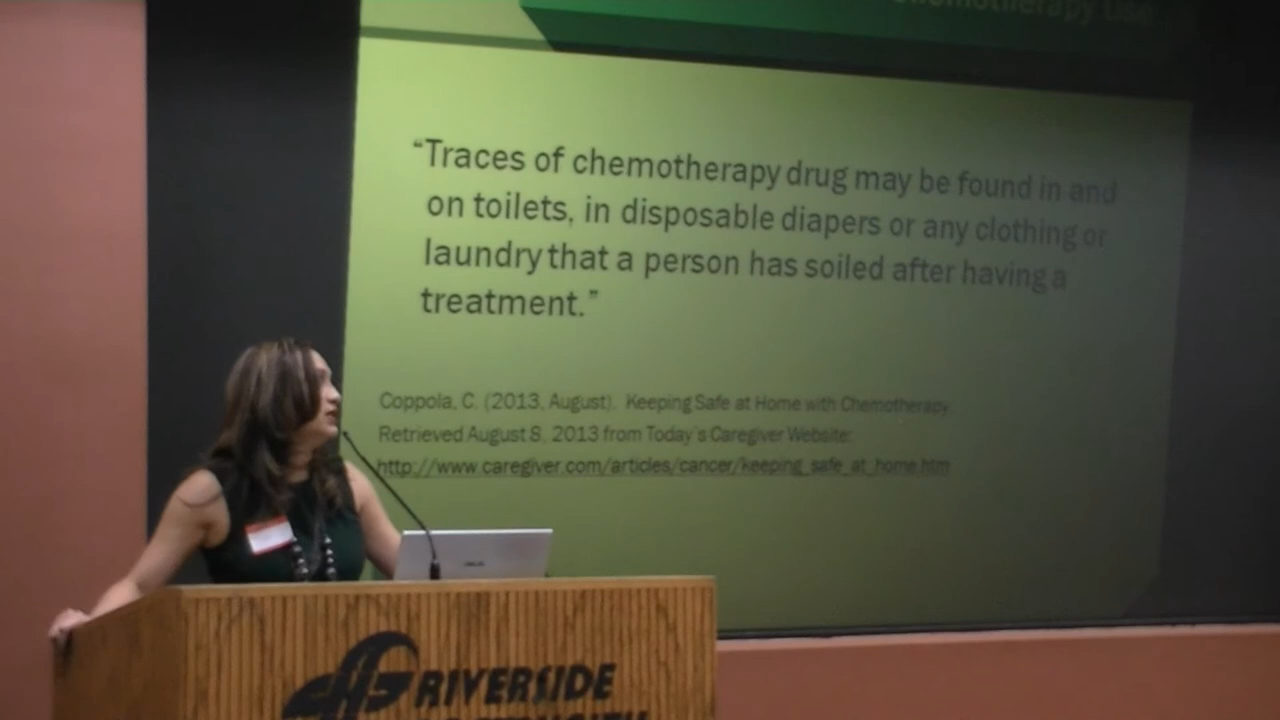 Chemotherapy Use
“Traces of chemotherapy drug may be found in and
on toilets, in disposable diapers or any clothing or
laundry that a person has soiled after having a
treatment.”
Coppola, C. (2013, August). Keeping Safe at Home with Chemotherapy.
Retrieved August 8, 2013 from Today's Caregiver Website:
http://www.caregiver.com/articles/cancer/keeping_safe_at_home.htm
RIVERSIDE